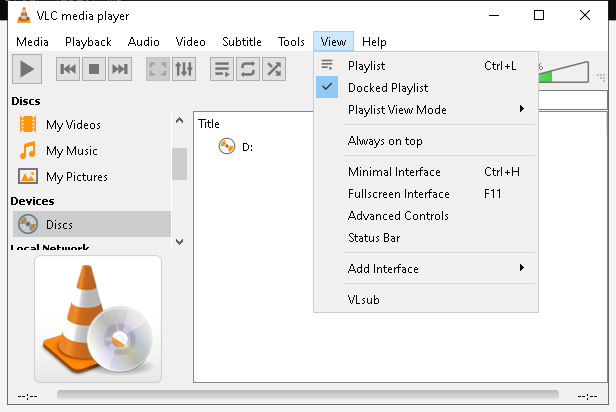 VLC media player
Media Playback Audio Video Subtitle Tools View Help
%
Discs
My Videos
My Music
My Pictures
Devices
Discs
Local Network
Title
D:
Playlist Ctrl+L
Docked Playlist
Playlist View Mode
Always on top
Minimal Interface Ctrl+H
Fullscreen Interface F11
Advanced Controls
Status Bar
Add Interface
VLsub
--:-- --:--